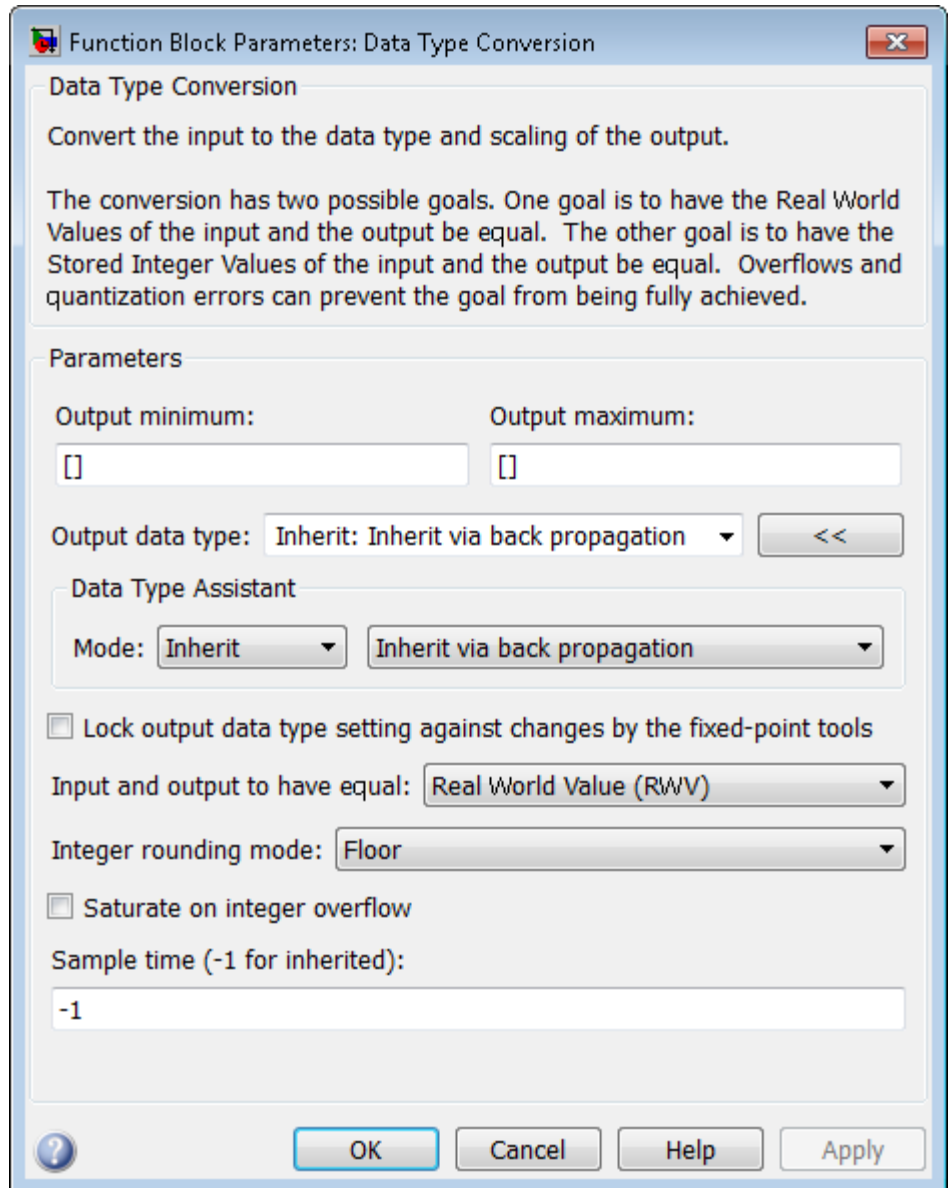 Function Block Parameters: Data Type Conversion
Data Type Conversion
Convert the input to the data type and scaling of the output.
The conversion has two possible goals. One goal is to have the Real World
Values of the input and the output be equal.  The other goal is to have the
Stored Integer Values of the input and the output be equal.  Overflows and
quantization errors can prevent the goal from being fully achieved.
Parameters
Output minimum:
Output maximum:
[]
[]
Output data type: Inherit: Inherit via back propagation <<
Data Type Assistant
Mode: Inherit Inherit via back propagation
Lock output data type setting against changes by the fixed-point tools
Input and output to have equal: Real World Value (RWV)
Integer rounding mode: Floor
Saturate on integer overflow
Sample time (-1 for inherited):
-1
? OK Cancel Help Apply